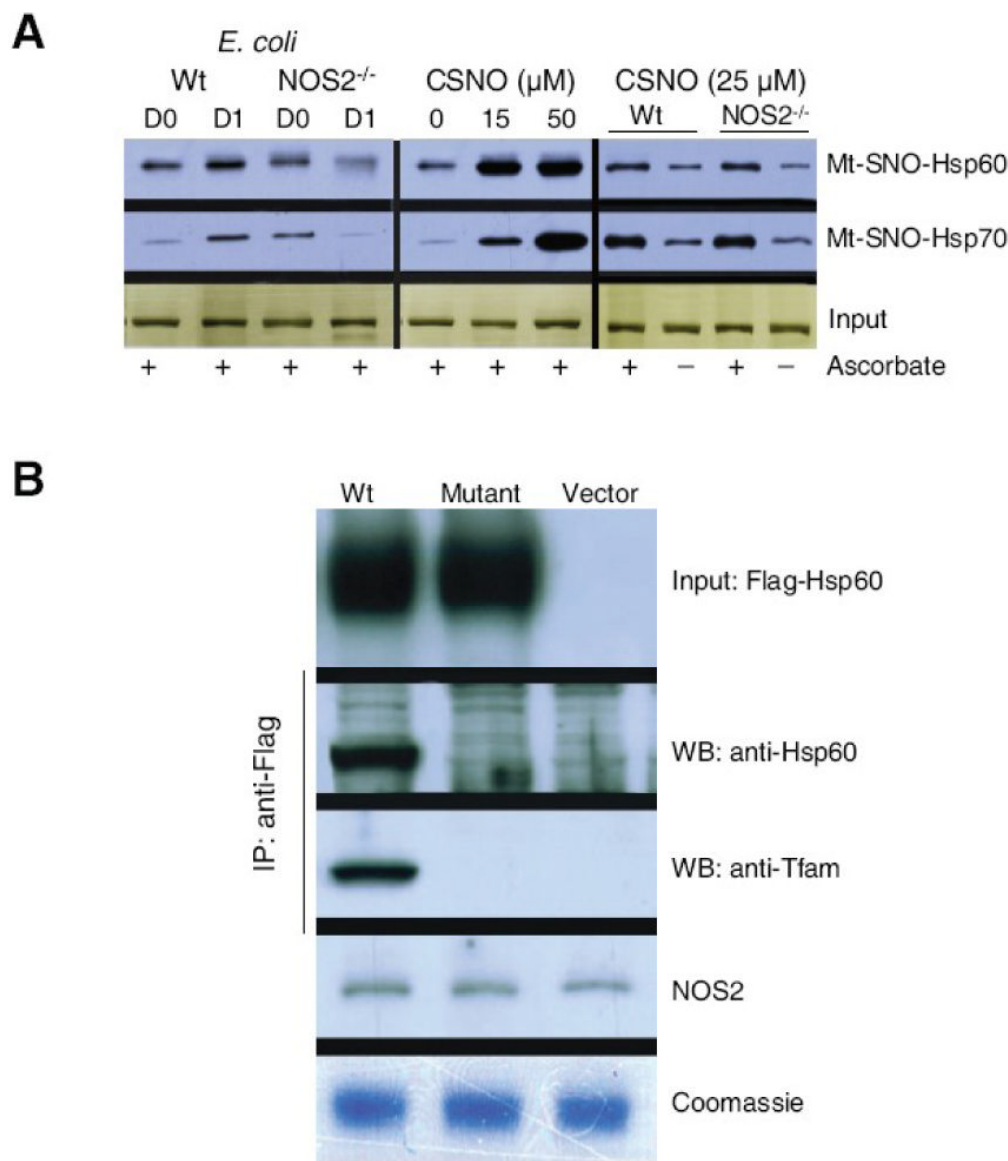 A
E. coli
Wt NOS2-/- CSNO (μM) CSNO (25 μM)
Wt NOS2-/-
D0 D1 D0 D1 0 15 50
Mt-SNO-Hsp60
Mt-SNO-Hsp70
Input
+ + + + + + + + − + − Ascorbate
B
Wt Mutant Vector
Input: Flag-Hsp60
IP: anti-Flag
WB: anti-Hsp60
WB: anti-Tfam
NOS2
Coomassie